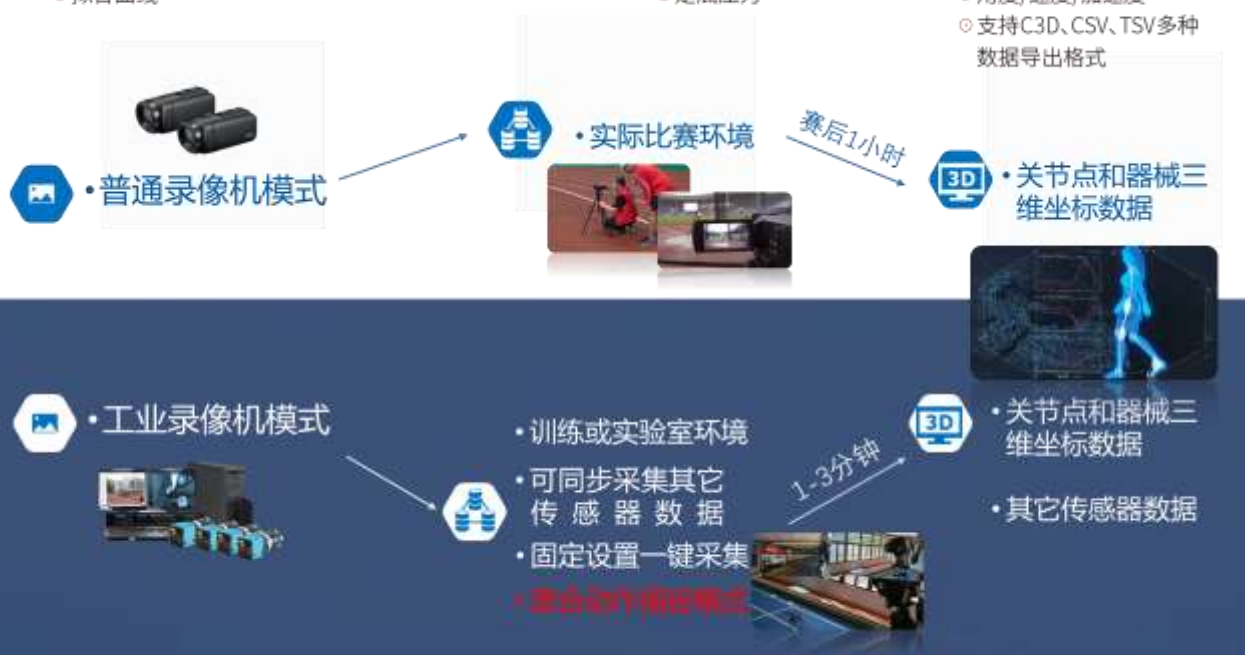 支持C3D、CSV、TSV多种
数据导出格式
•普通录像机模式
•实际比赛环境
赛后1小时
3D
•关节点和器械三
维坐标数据
•工业录像机模式
•训练或实验室环境
•可同步采集其它
传感器数据
•固定设置一键采集
1-3分钟
3D
•关节点和器械三
维坐标数据
•其它传感器数据